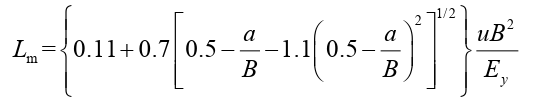 L_m = {0.11 + 0.7[0.5 − a/B − 1.1(0.5 − a/B)^2]^{1/2}} uB^2/E_y